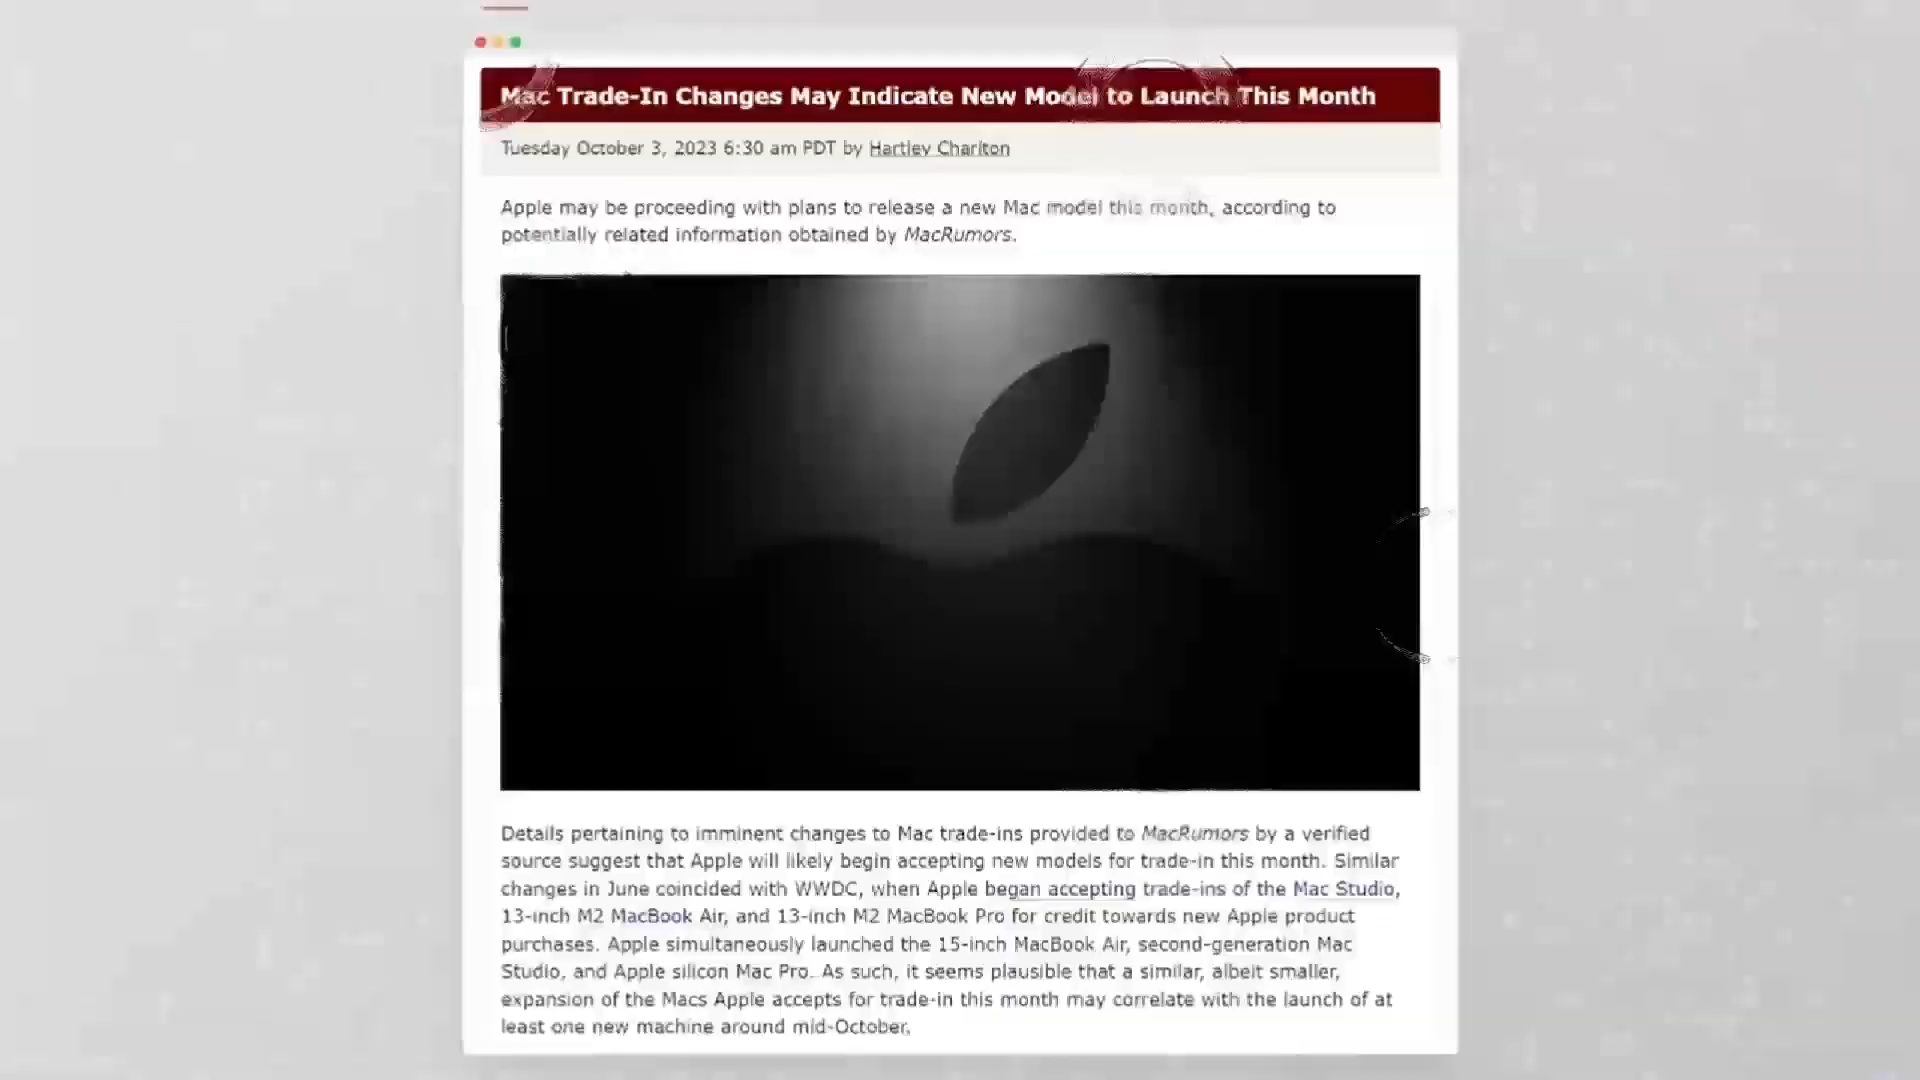 Mac Trade-In Changes May Indicate New Model to Launch This Month
Tuesday October 3, 2023 6:30 am PDT by Hartley Charlton
Apple may be proceeding with plans to release a new Mac model this month, according to
potentially related information obtained by MacRumors.
Details pertaining to imminent changes to Mac trade-ins provided to MacRumors by a verified
source suggest that Apple will likely begin accepting new models for trade-in this month. Similar
changes in June coincided with WWDC, when Apple began accepting trade-ins of the Mac Studio,
13-inch M2 MacBook Air, and 13-inch M2 MacBook Pro for credit towards new Apple product
purchases. Apple simultaneously launched the 15-inch MacBook Air, second-generation Mac
Studio, and Apple silicon Mac Pro. As such, it seems plausible that a similar, albeit smaller,
expansion of the Macs Apple accepts for trade-in this month may correlate with the launch of at
least one new machine around mid-October.